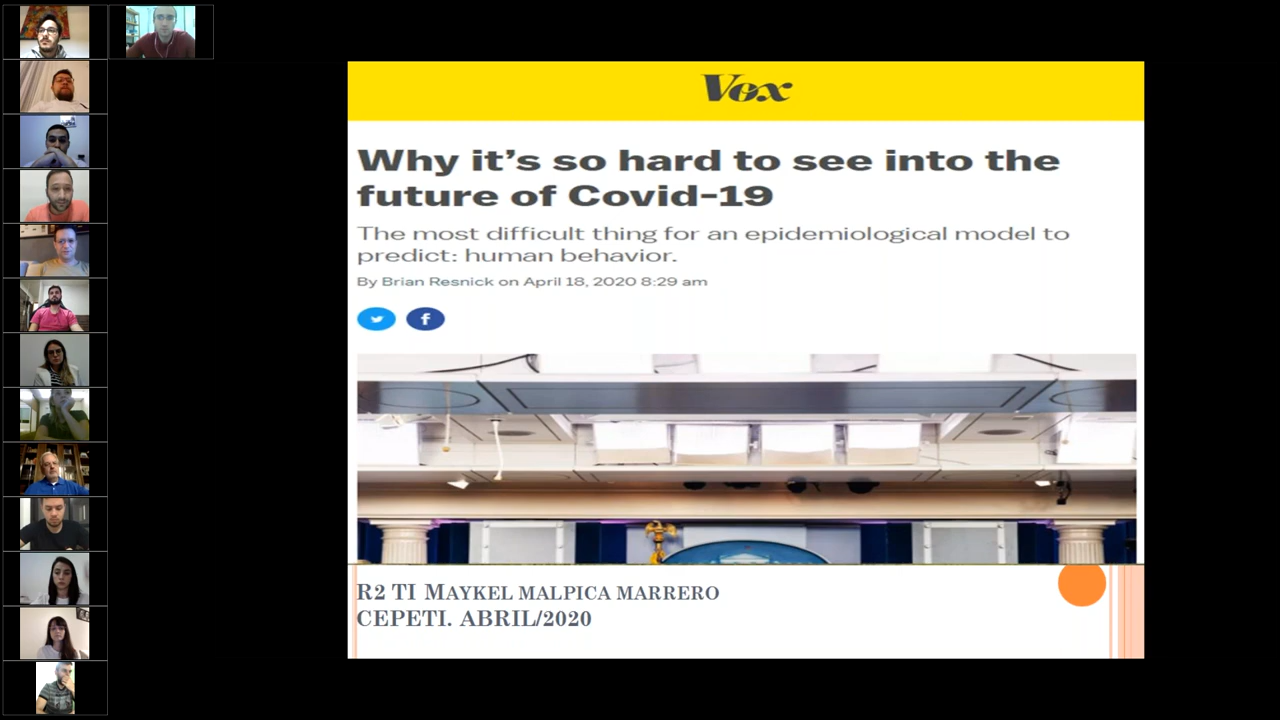 Vox
Why it's so hard to see into the
future of Covid-19
The most difficult thing for an epidemiological model to
predict: human behavior.
By Brian Resnick on April 18, 2020 8:29 am
R2 TI MAYKEL MALPICA MARRERO
CEPETI. ABRIL/2020